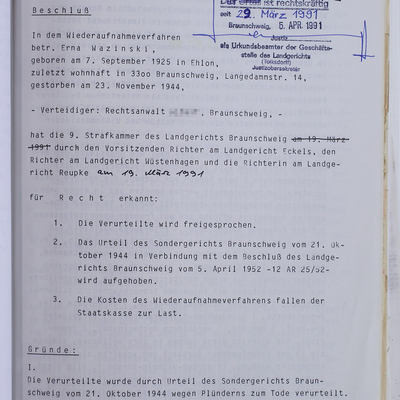 Beschluß
Das Urteil ist rechtskräftig
seit 29. März 1991
Braunschweig, 5. APR. 1991
Justiz
als Urkundsbeamter der Geschäfts-
stelle des Landgerichts
Justizobersekretär
In dem Wiederaufnahmeverfahren
betr. Erna Wazinski,
geboren am 7. September 1925 in Ehlon,
zuletzt wohnhaft in 33oo Braunschweig, Langedammstr. 14,
gestorben am 23. November 1944,
- Verteidiger: Rechtsanwalt , Braunschweig, -
hat die 9. Strafkammer des Landgerichts Braunschweig am 19. März
1991 durch den Vorsitzenden Richter am Landgericht Eckels, den
Richter am Landgericht Wüstenhagen und die Richterin am Landge-
richt Reupke am 19. März 1991
für R e c h t erkannt:
1. Die Verurteilte wird freigesprochen.
2. Das Urteil des Sondergerichts Braunschweig vom 21. Ok-
tober 1944 in Verbindung mit dem Beschluß des Landge-
richts Braunschweig vom 5. April 1952 -12 AR 25/52-
wird aufgehoben.
3. Die Kosten des Wiederaufnahmeverfahrens fallen der
Staatskasse zur Last.
Gründe:
I.
Die Verurteilte wurde durch Urteil des Sondergerichts Braun-
schweig vom 21. Oktober 1944 wegen Plünderns zum Tode verurteilt.